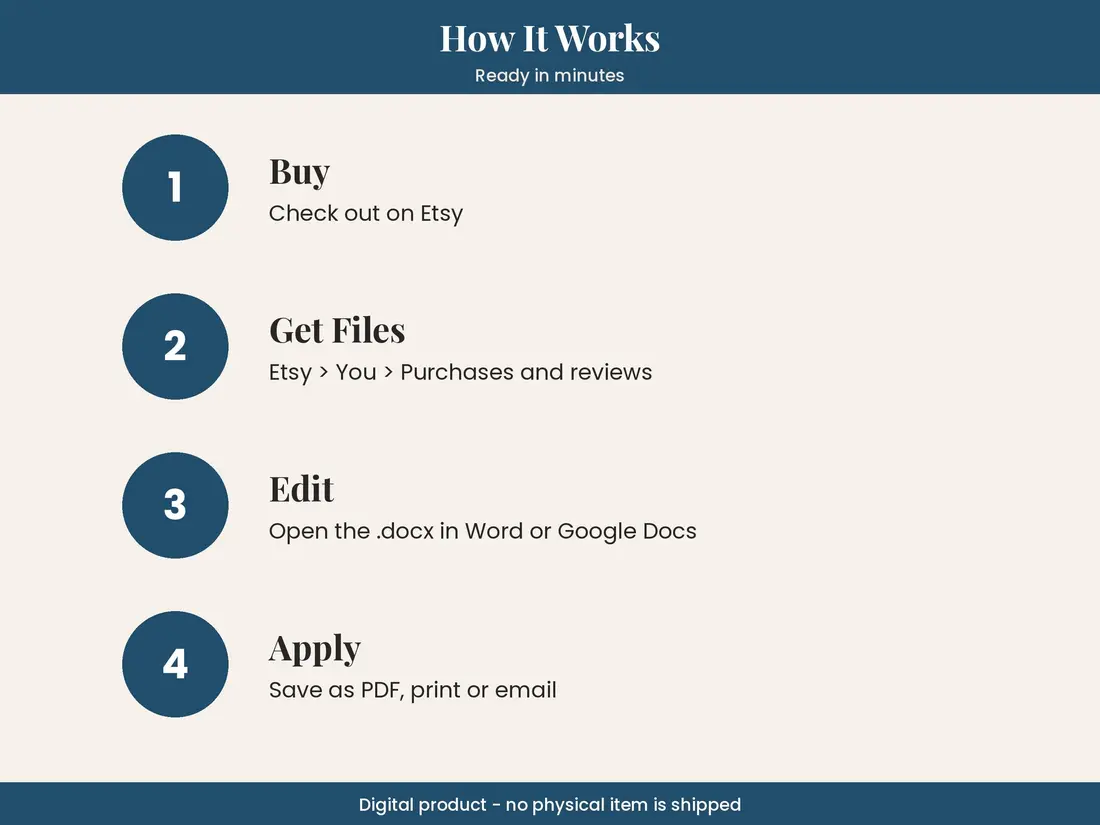 How It Works
Ready in minutes
1
Buy
Check out on Etsy
2
Get Files
Etsy > You > Purchases and reviews
3
Edit
Open the .docx in Word or Google Docs
4
Apply
Save as PDF, print or email
Digital product - no physical item is shipped